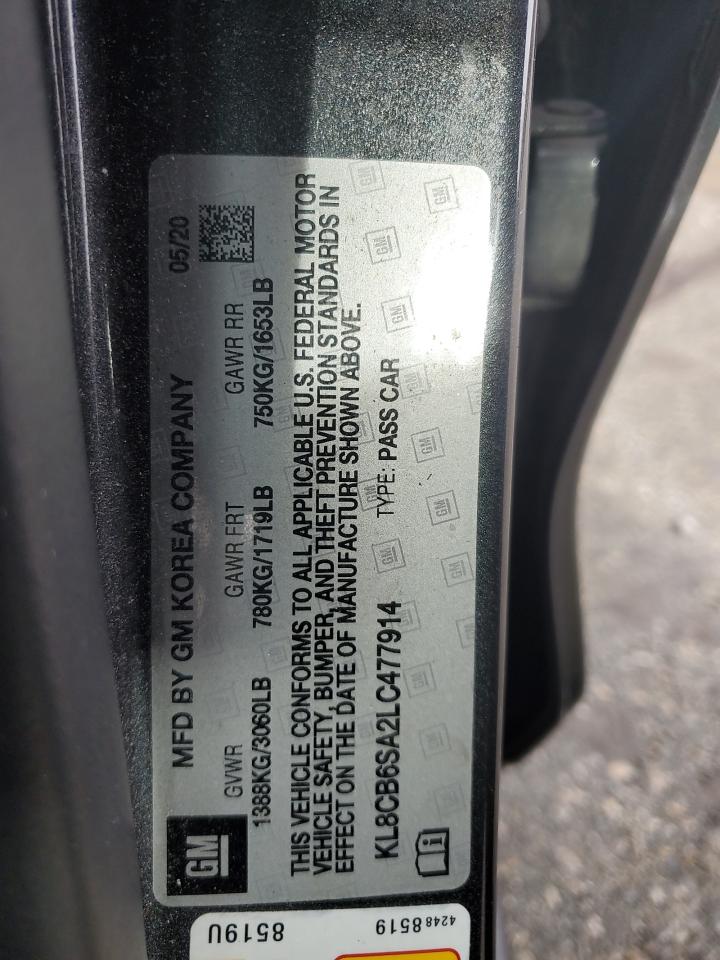 GM
MFD BY GM KOREA COMPANY 05/20
GVWR GAWR FRT GAWR RR
1388KG/3060LB 780KG/1719LB 750KG/1653LB
THIS VEHICLE CONFORMS TO ALL APPLICABLE U.S. FEDERAL MOTOR
VEHICLE SAFETY, BUMPER, AND THEFT PREVENTION STANDARDS IN
EFFECT ON THE DATE OF MANUFACTURE SHOWN ABOVE.
KL8CB6SA2LC477914 TYPE: PASS CAR
8519U
42488519